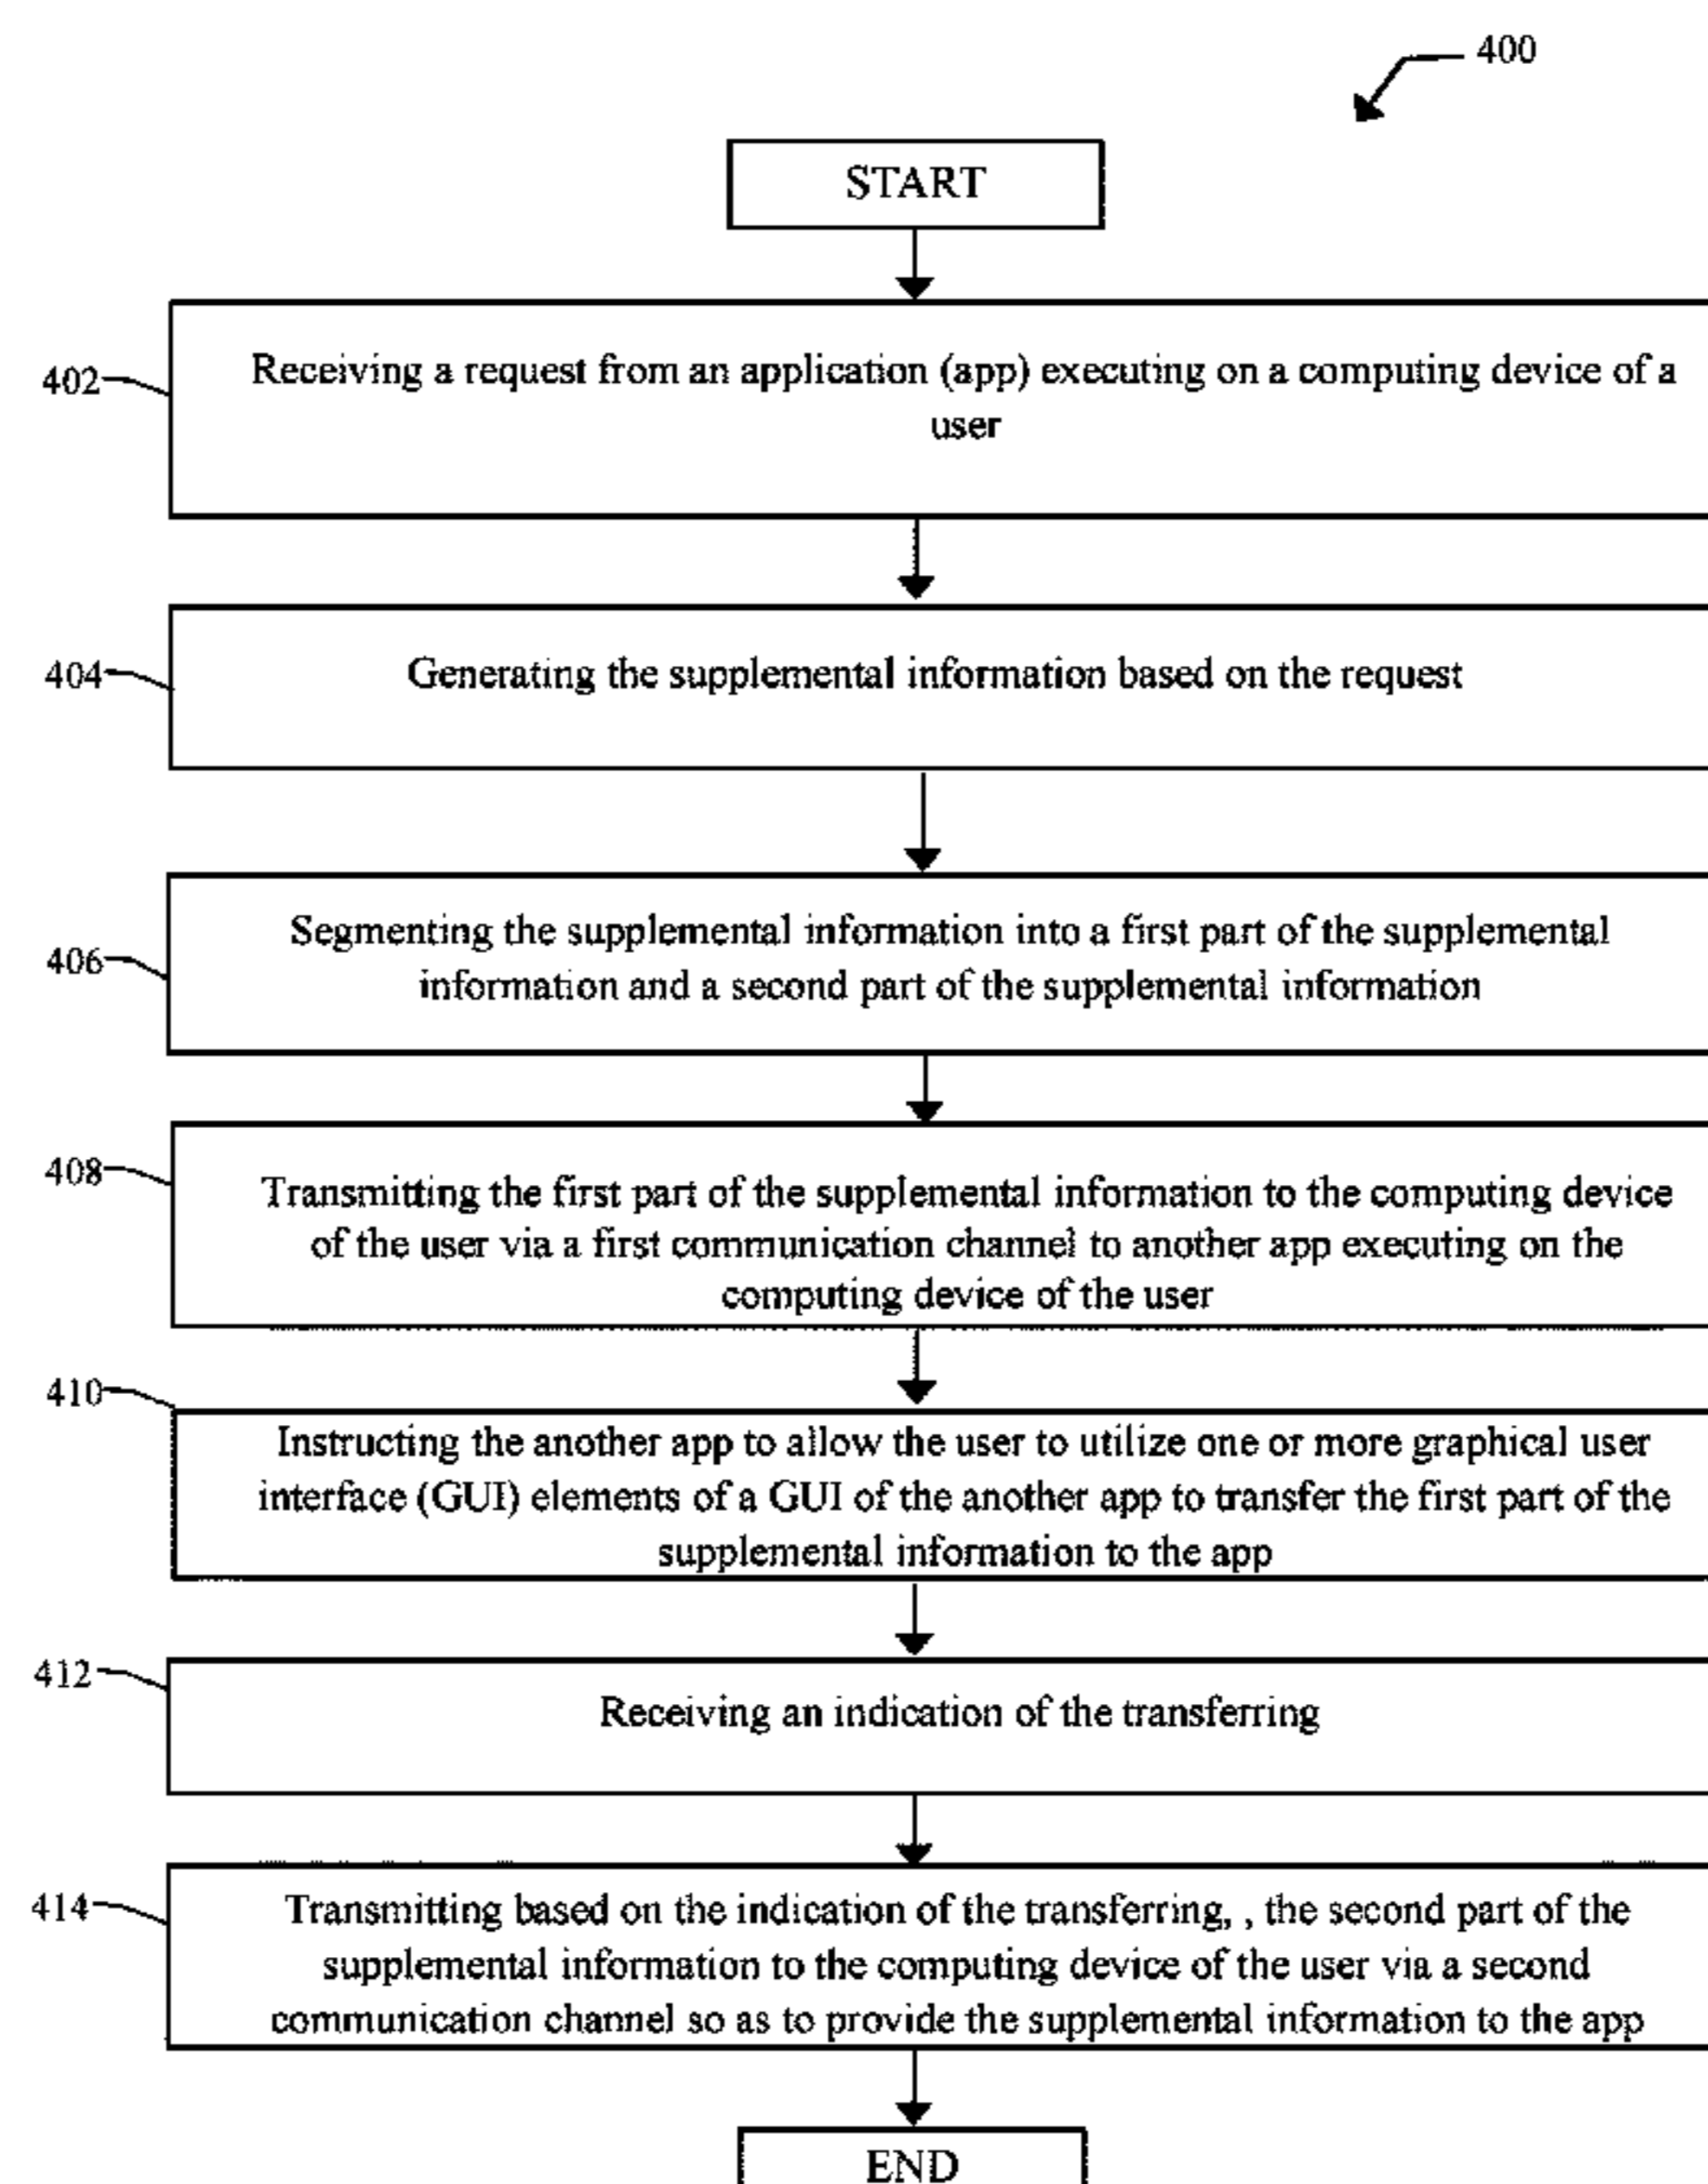 400
START
402
Receiving a request from an application (app) executing on a computing device of a
user
404
Generating the supplemental information based on the request
406
Segmenting the supplemental information into a first part of the supplemental
information and a second part of the supplemental information
408
Transmitting the first part of the supplemental information to the computing device
of the user via a first communication channel to another app executing on the
computing device of the user
410
Instructing the another app to allow the user to utilize one or more graphical user
interface (GUI) elements of a GUI of the another app to transfer the first part of the
supplemental information to the app
412
Receiving an indication of the transferring
414
Transmitting based on the indication of the transferring, , the second part of the
supplemental information to the computing device of the user via a second
communication channel so as to provide the supplemental information to the app
END